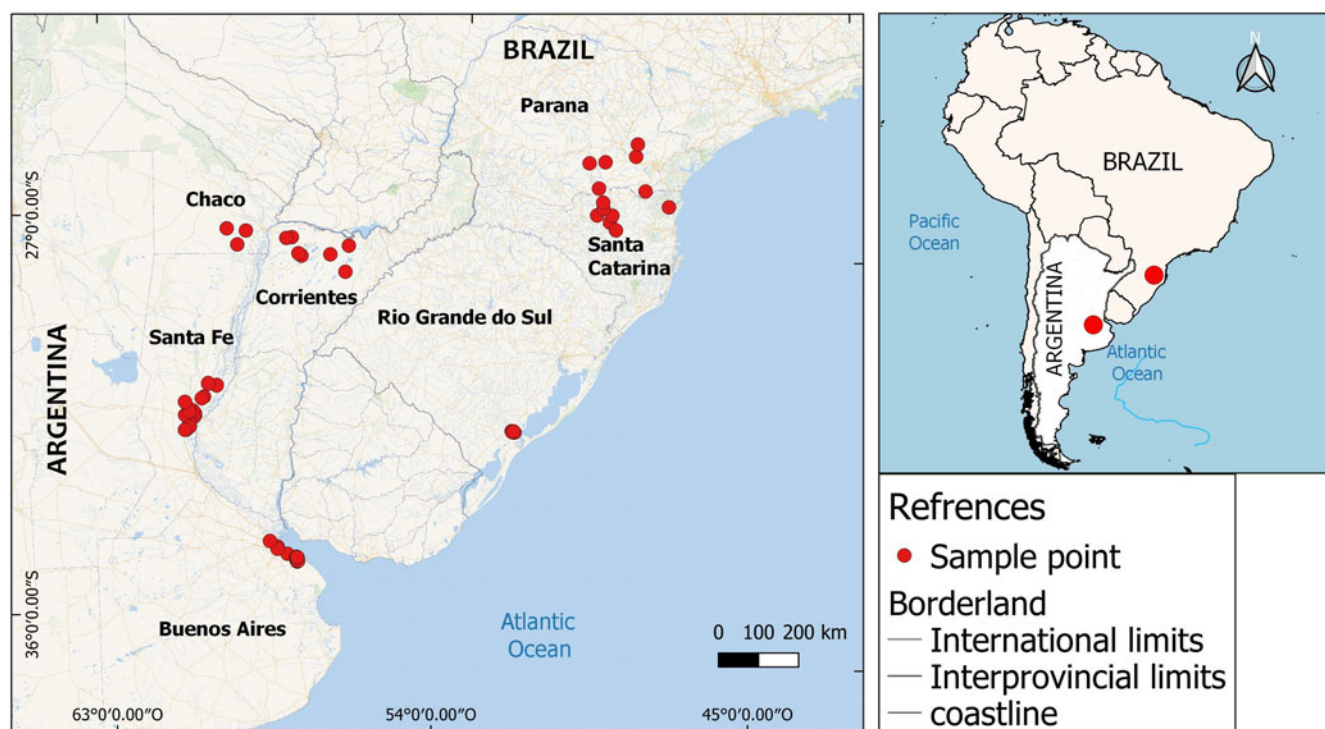 BRAZIL
Parana
Chaco
27°0'0.00"S
Santa
Catarina
Corrientes
Rio Grande do Sul
Santa Fe
ARGENTINA
36°0'0.00"S
Buenos Aires
Atlantic
Ocean
0 100 200 km
63°0'0.00"O
54°0'0.00"O
45°0'0.00"O
N
BRAZIL
Pacific
Ocean
ARGENTINA
Atlantic
Ocean
Refrences
Sample point
Borderland
International limits
Interprovincial limits
coastline